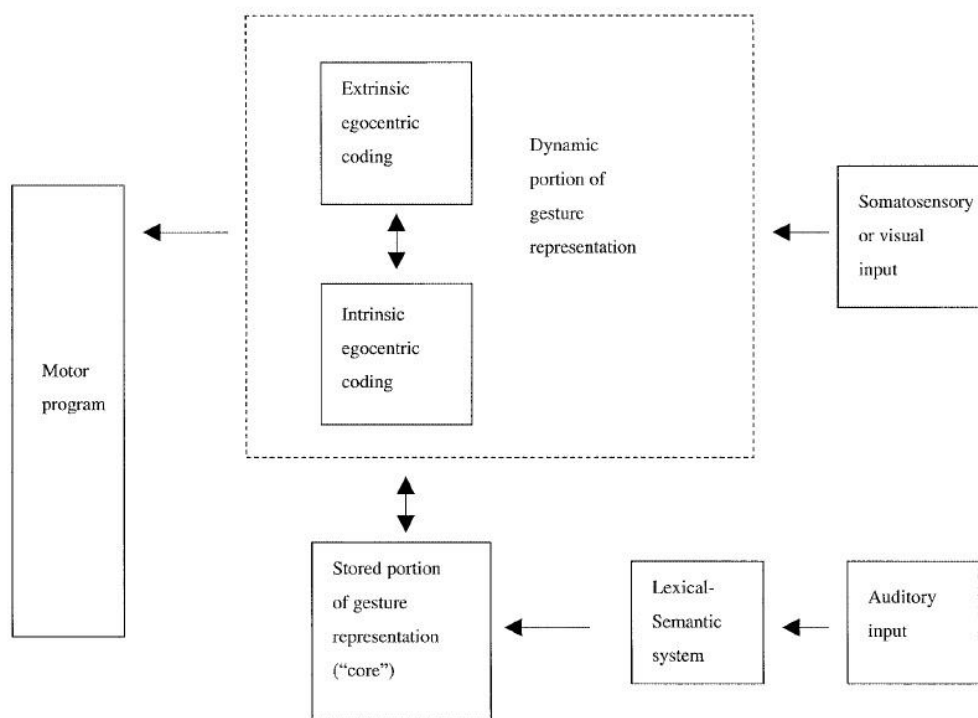 Extrinsic
egocentric
coding
Dynamic
portion of
gesture
representation
Somatosensory
or visual
input
Intrinsic
egocentric
coding
Motor
program
Stored portion
of gesture
representation
(“core”)
Lexical-
Semantic
system
Auditory
input